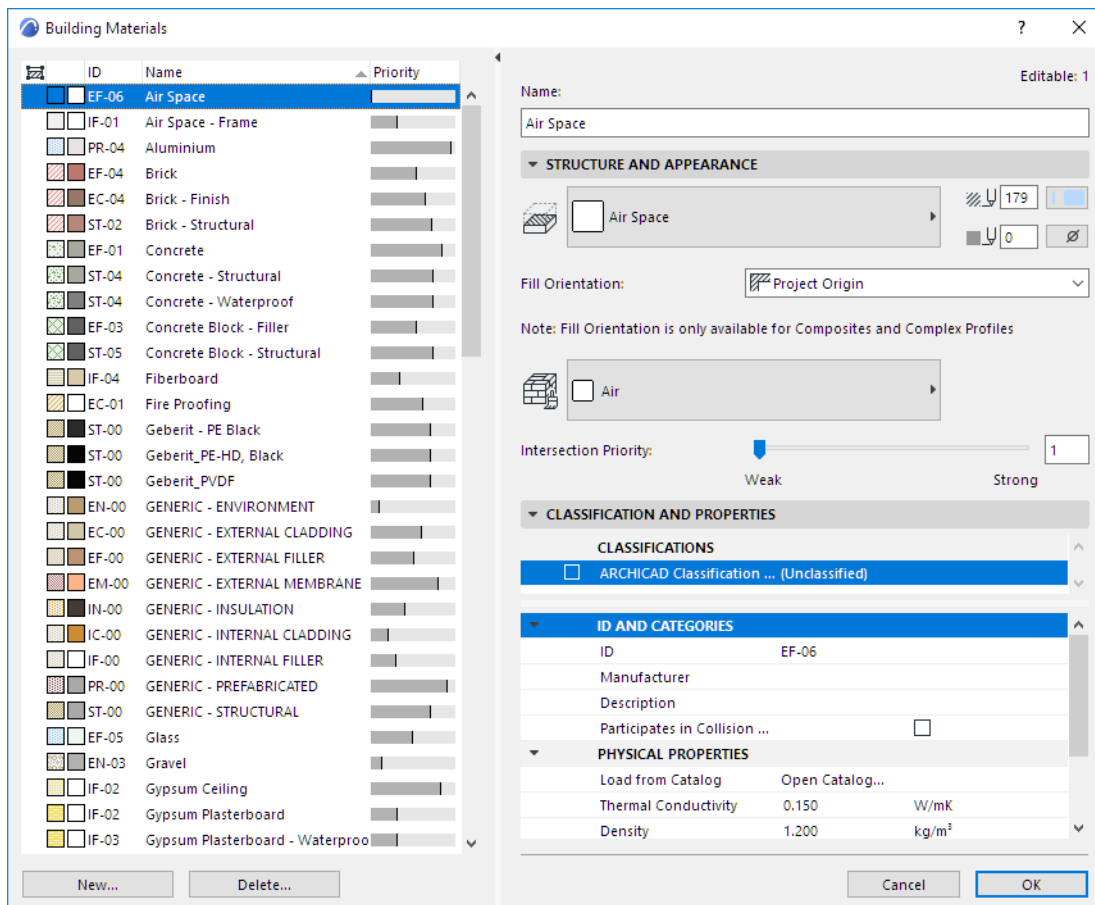 Building Materials
ID Name Priority
EF-06 Air Space
IF-01 Air Space - Frame
PR-04 Aluminium
EF-04 Brick
EC-04 Brick - Finish
ST-02 Brick - Structural
EF-01 Concrete
ST-04 Concrete - Structural
ST-04 Concrete - Waterproof
EF-03 Concrete Block - Filler
ST-05 Concrete Block - Structural
IF-04 Fiberboard
EC-01 Fire Proofing
ST-00 Geberit - PE Black
ST-00 Geberit_PE-HD, Black
ST-00 Geberit_PVDF
EN-00 GENERIC - ENVIRONMENT
EC-00 GENERIC - EXTERNAL CLADDING
EF-00 GENERIC - EXTERNAL FILLER
EM-00 GENERIC - EXTERNAL MEMBRANE
IN-00 GENERIC - INSULATION
IC-00 GENERIC - INTERNAL CLADDING
IF-00 GENERIC - INTERNAL FILLER
PR-00 GENERIC - PREFABRICATED
ST-00 GENERIC - STRUCTURAL
EF-05 Glass
EN-03 Gravel
IF-02 Gypsum Ceiling
IF-02 Gypsum Plasterboard
IF-03 Gypsum Plasterboard - Waterproo
New... Delete...
?
Editable: 1
Name:
Air Space
STRUCTURE AND APPEARANCE
Air Space
179
0
Fill Orientation: Project Origin
Note: Fill Orientation is only available for Composites and Complex Profiles
Air
Intersection Priority: 1
Weak Strong
CLASSIFICATION AND PROPERTIES
CLASSIFICATIONS
ARCHICAD Classification ... (Unclassified)
ID AND CATEGORIES
ID EF-06
Manufacturer
Description
Participates in Collision ...
PHYSICAL PROPERTIES
Load from Catalog Open Catalog...
Thermal Conductivity 0.150 W/mK
Density 1.200 kg/m³
Cancel OK